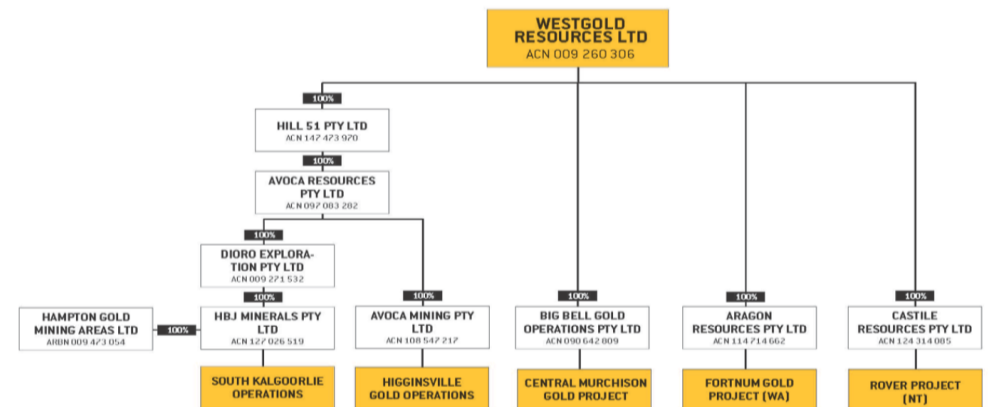 WESTGOLD
RESOURCES LTD
ACN 009 260 306
100%
HILL 51 PTY LTD
ACN 147 473 970
100%
AVOCA RESOURCES
PTY LTD
ACN 097 083 282
100%
DIORO EXPLORA-
TION PTY LTD
ACN 009 271 532
100%
100%
100%
100%
100%
HAMPTON GOLD
MINING AREAS LTD
ARBN 009 473 054
100%
HBJ MINERALS PTY
LTD
ACN 127 026 519
AVOCA MINING PTY
LTD
ACN 108 547 217
BIG BELL GOLD
OPERATIONS PTY LTD
ACN 090 642 809
ARAGON
RESOURCES PTY LTD
ACN 114 714 662
CASTILE
RESOURCES PTY LTD
ACN 124 314 085
SOUTH KALGOORLIE
OPERATIONS
HIGGINSVILLE
GOLD OPERATIONS
CENTRAL MURCHISON
GOLD PROJECT
FORTNUM GOLD
PROJECT (WA)
ROVER PROJECT
(NT)